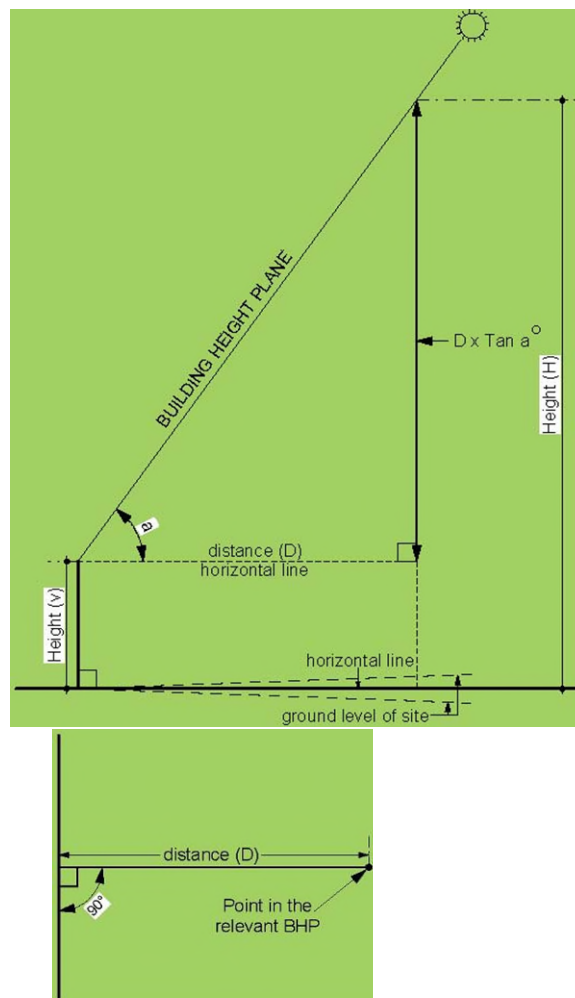 BUILDING HEIGHT PLANE
D x Tan a°
Height (H)
a
distance (D)
horizontal line
Height (v)
horizontal line
ground level of site
distance (D)
90°
Point in the
relevant BHP